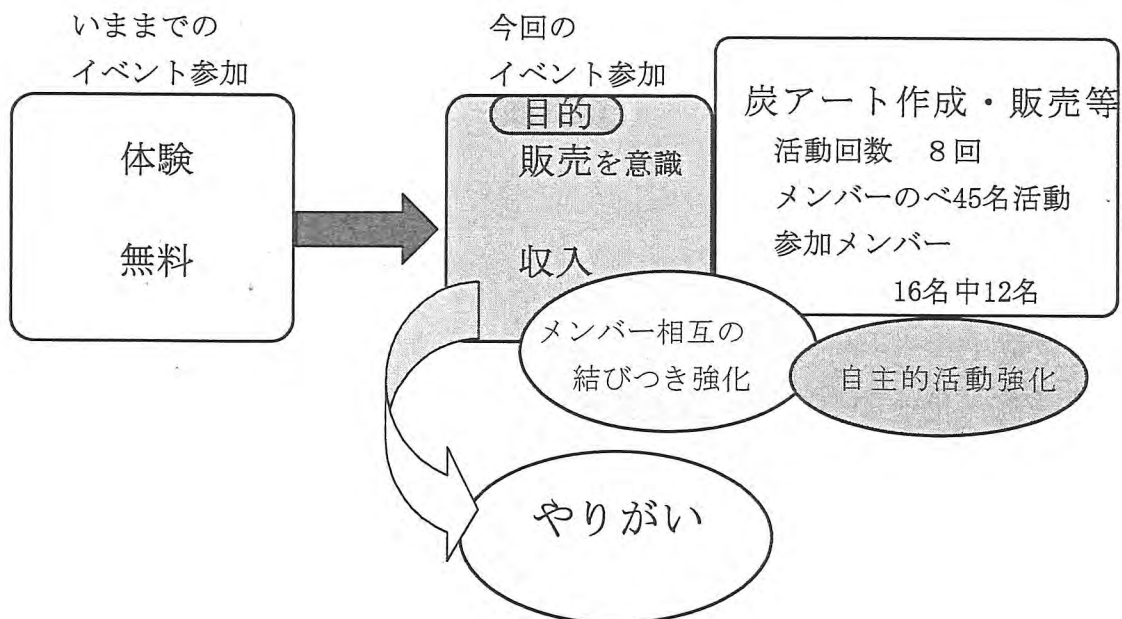 いままでの
イベント参加
体験
無料
今回の
イベント参加
目的
販売を意識
収入
炭アート作成・販売等
活動回数 8回
メンバーのべ45名活動
参加メンバー
16名中12名
メンバー相互の
結びつき強化
自主的活動強化
やりがい